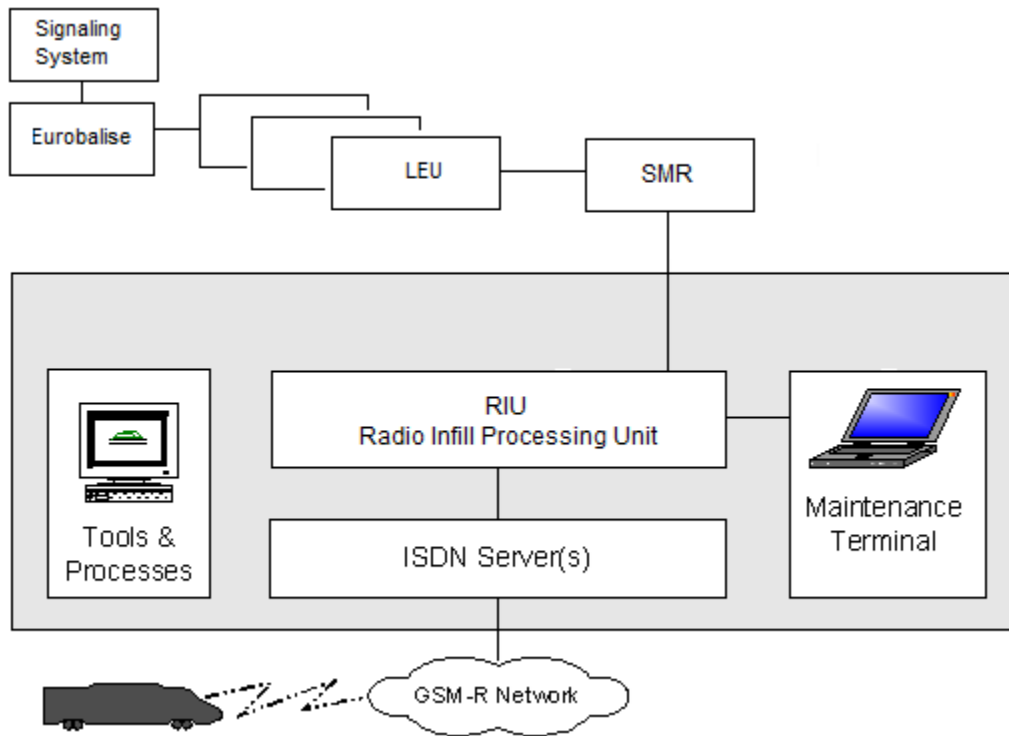 Signaling
System
Eurobalise
LEU
SMR
RIU
Radio Infill Processing Unit
Tools &
Processes
ISDN Server(s)
Maintenance
Terminal
GSM-R Network